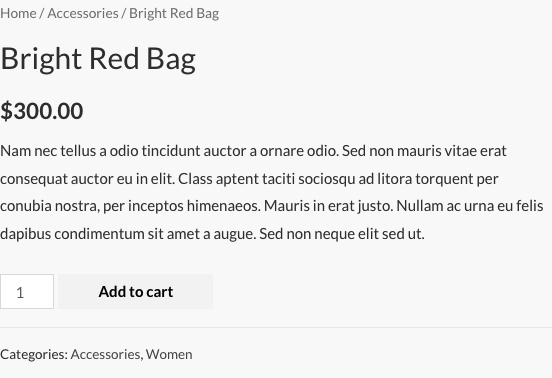 Home / Accessories / Bright Red Bag
Bright Red Bag
$300.00
Nam nec tellus a odio tincidunt auctor a ornare odio. Sed non mauris vitae erat
consequat auctor eu in elit. Class aptent taciti sociosqu ad litora torquent per
conubia nostra, per inceptos himenaeos. Mauris in erat justo. Nullam ac urna eu felis
dapibus condimentum sit amet a augue. Sed non neque elit sed ut.
1 Add to cart
Categories: Accessories, Women